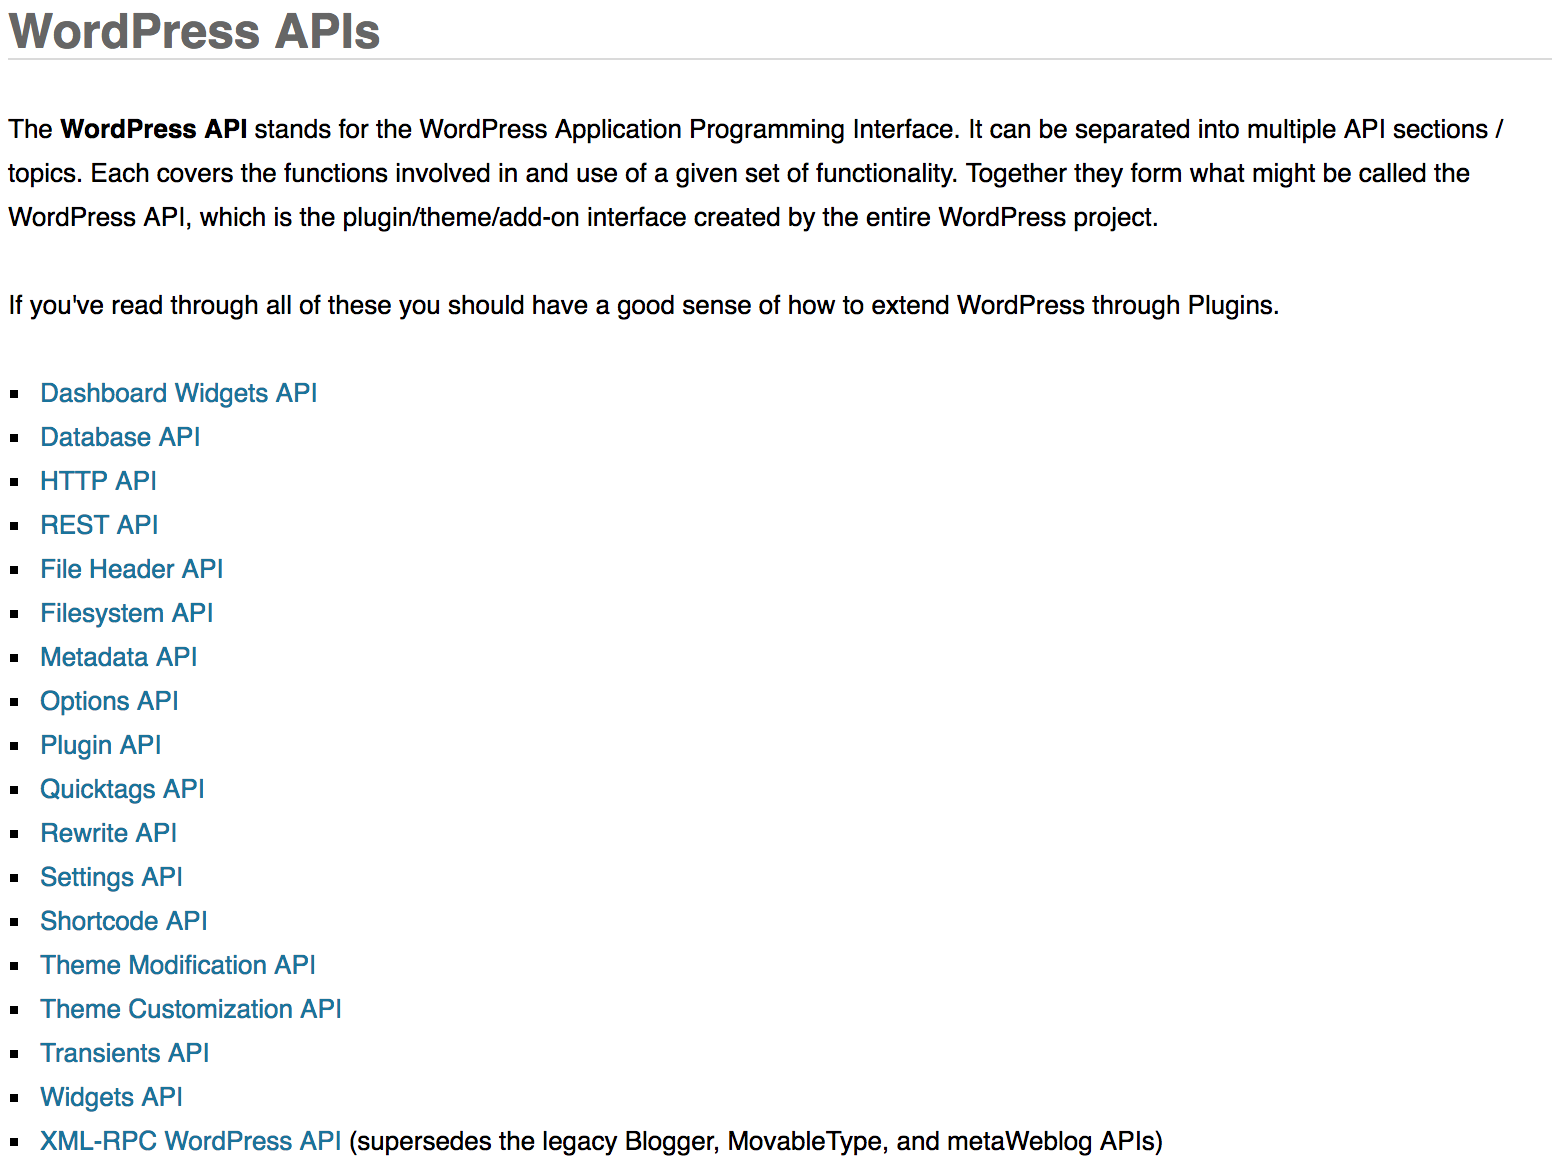 WordPress APIs
The WordPress API stands for the WordPress Application Programming Interface. It can be separated into multiple API sections /
topics. Each covers the functions involved in and use of a given set of functionality. Together they form what might be called the
WordPress API, which is the plugin/theme/add-on interface created by the entire WordPress project.
If you've read through all of these you should have a good sense of how to extend WordPress through Plugins.
Dashboard Widgets API
Database API
HTTP API
REST API
File Header API
Filesystem API
Metadata API
Options API
Plugin API
Quicktags API
Rewrite API
Settings API
Shortcode API
Theme Modification API
Theme Customization API
Transients API
Widgets API
XML-RPC WordPress API (supersedes the legacy Blogger, MovableType, and metaWeblog APIs)